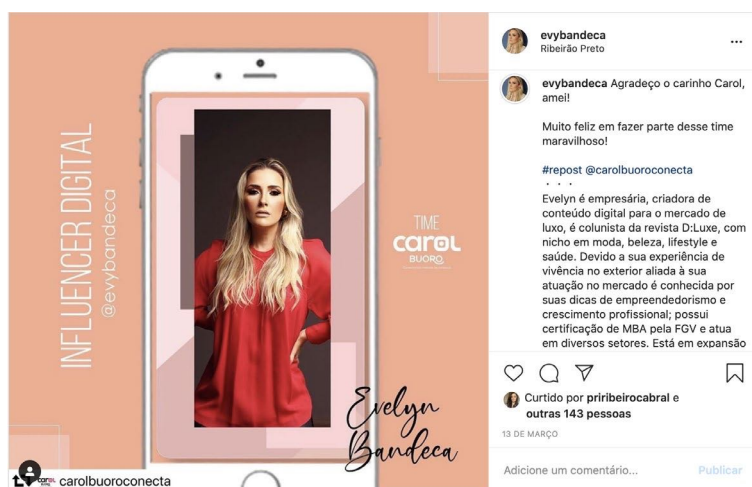 INFLUENCER DIGITAL
@evybandeca
TIME
carol
BUORO
Evelyn
Bandeca
carol
carolbuoroconecta
evybandeca
Ribeirão Preto
evybandeca Agradeço o carinho Carol,
amei!
Muito feliz em fazer parte desse time
maravilhoso!
#repost @carolbuoroconecta
· · ·
Evelyn é empresária, criadora de
conteúdo digital para o mercado de
luxo, é colunista da revista D:Luxe, com
nicho em moda, beleza, lifestyle e
saúde. Devido a sua experiência de
vivência no exterior aliada à sua
atuação no mercado é conhecida por
suas dicas de empreendedorismo e
crescimento profissional; possui
certificação de MBA pela FGV e atua
em diversos setores. Está em expansão
Curtido por priribeirocabral e
outras 143 pessoas
13 DE MARÇO
Adicione um comentário... Publicar